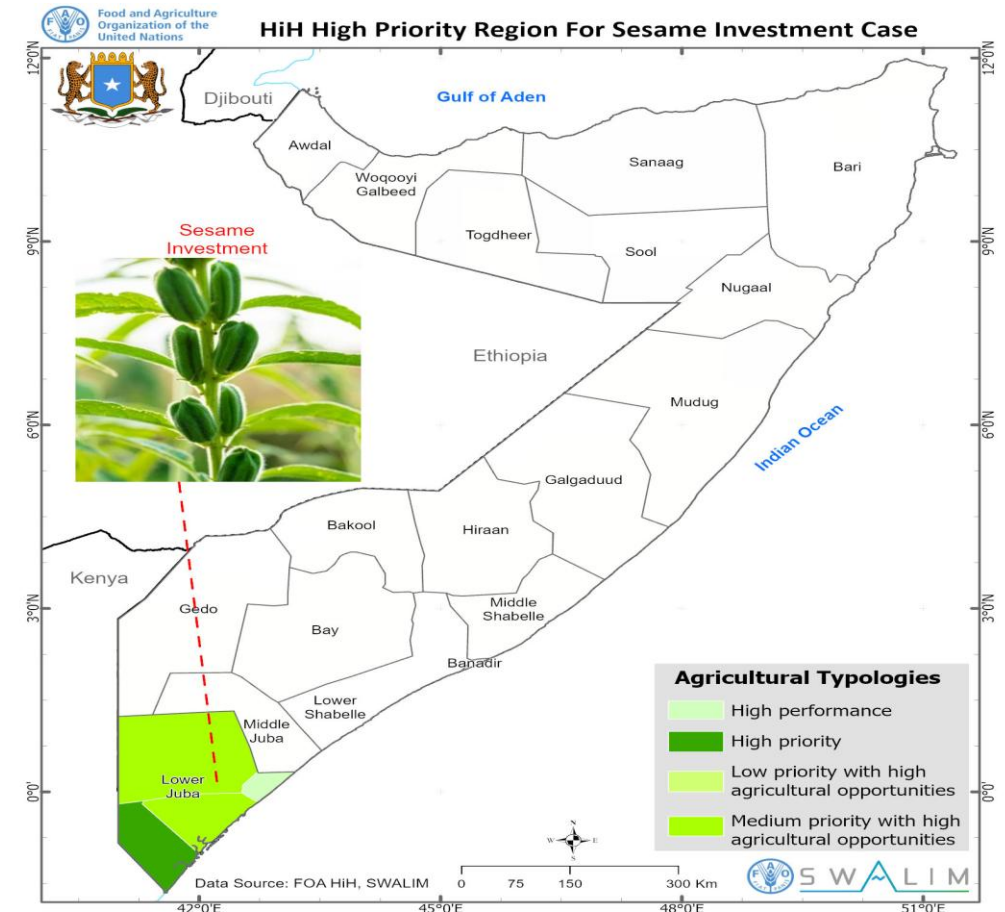 Food and Agriculture
Organization of the
United Nations
HiH High Priority Region For Sesame Investment Case
12°0'N
12°0'N
Djibouti
Gulf of Aden
Awdal
Sanaag
Bari
Woqooyi
Galbeed
Sesame
Investment
9°0'N
Togdheer
Sool
9°0'N
Nugaal
Ethiopia
Mudug
6°0'N
Indian Ocean
6°0'N
Galgaduud
Bakool
Hiraan
Kenya
3°0'N
Gedo
Middle
Shabelle
3°0'N
Bay
Banadir
Lower
Shabelle
Middle
Juba
Lower
Juba
0°0'
0°0'
Agricultural Typologies
High performance
High priority
Low priority with high
agricultural opportunities
Medium priority with high
agricultural opportunities
N
W E
S
Data Source: FOA HiH, SWALIM
0 75 150 300 Km
SWALIM
42°0'E
45°0'E
48°0'E
51°0'E